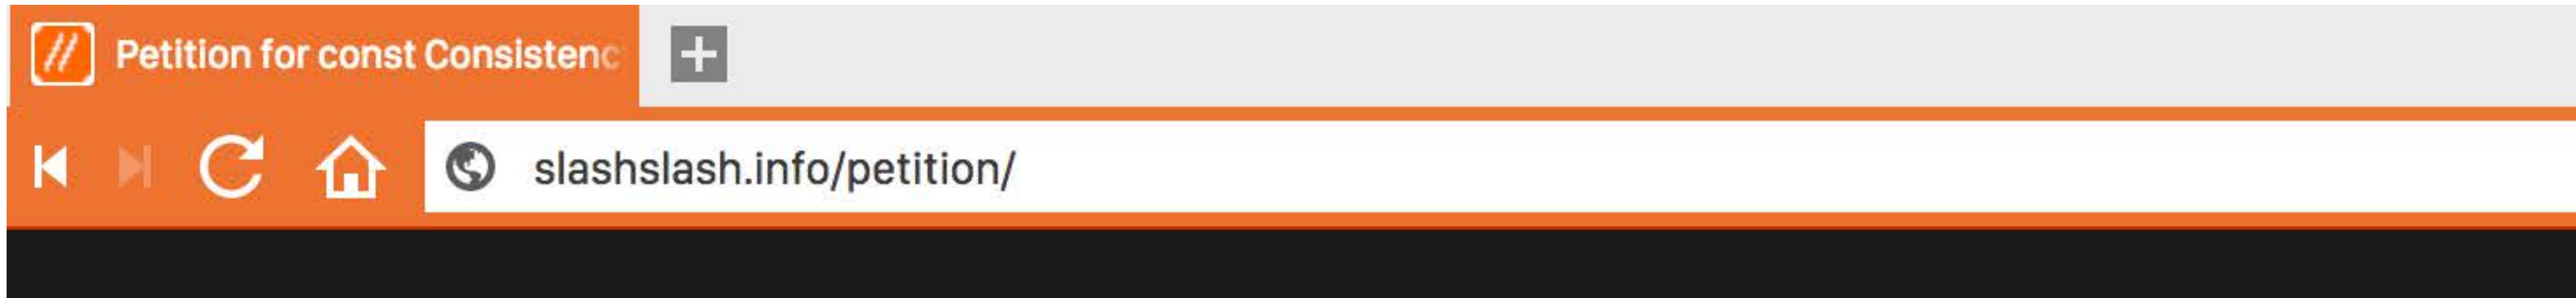 // Petition for const Consistenc
slashslash.info/petition/